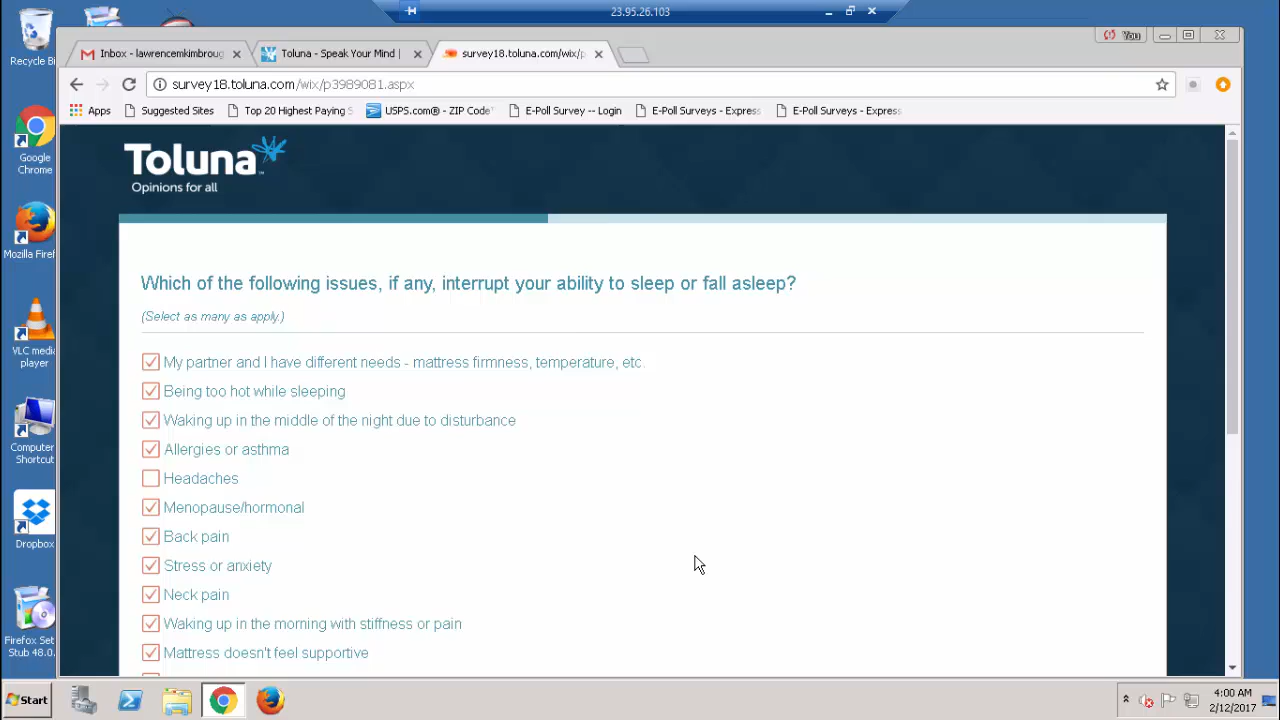 23.95.26.103
Recycle Bi
Inbox - lawrencemkimbroug
Toluna - Speak Your Mind |
survey18.toluna.com/wix/p
You
survey18.toluna.com/wix/p3989081.aspx
Apps
Suggested Sites
Top 20 Highest Paying S
USPS.com® - ZIP Code
E-Poll Survey -- Login
E-Poll Surveys - Express
E-Poll Surveys - Express
Google
Chrome
Mozilla Firef
VLC media
player
Computer
Shortcut
Dropbox
Firefox Set
Stub 48.0.
Toluna
Opinions for all
Which of the following issues, if any, interrupt your ability to sleep or fall asleep?
(Select as many as apply.)
My partner and I have different needs - mattress firmness, temperature, etc.
Being too hot while sleeping
Waking up in the middle of the night due to disturbance
Allergies or asthma
Headaches
Menopause/hormonal
Back pain
Stress or anxiety
Neck pain
Waking up in the morning with stiffness or pain
Mattress doesn't feel supportive
Start
4:00 AM
2/12/2017